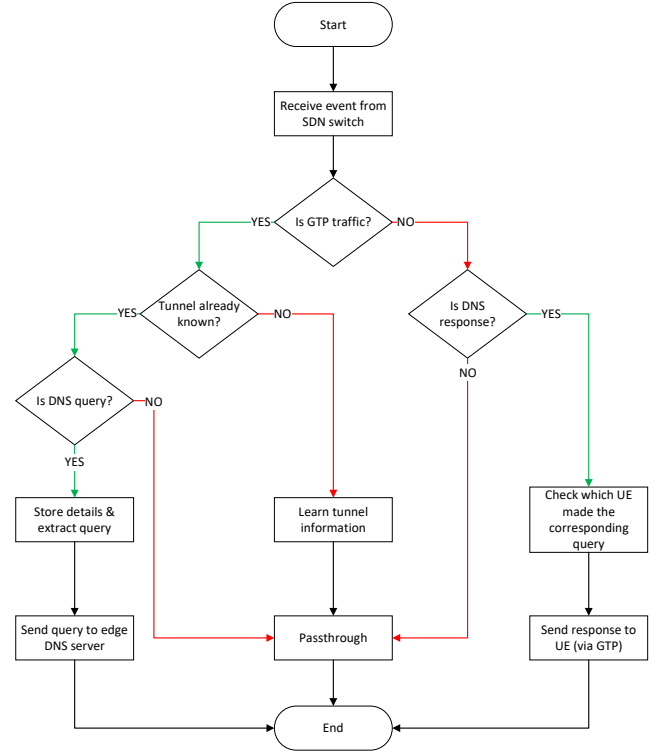 Start
Receive event from
SDN switch
Is GTP traffic?
YES
NO
Tunnel already
known?
Is DNS
response?
YES
NO
YES
NO
Is DNS query?
NO
YES
Store details &
extract query
Learn tunnel
information
Check which UE
made the
corresponding
query
Send query to edge
DNS server
Passthrough
Send response to
UE (via GTP)
End